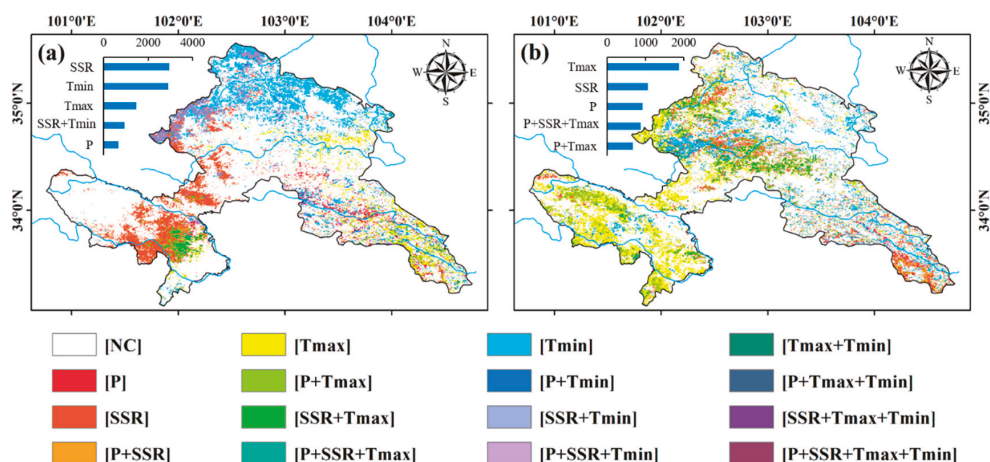 101°0'E 102°0'E 103°0'E 104°0'E 101°0'E 102°0'E 103°0'E 104°0'E
(a) 0 2000 4000
SSR
Tmin
Tmax
SSR+Tmin
P
N
W E
S
35°0'N
34°0'N
(b) 0 1000 2000
Tmax
SSR
P
P+SSR+Tmax
P+Tmax
N
W E
S
35°0'N
34°0'N
[NC] [Tmax] [Tmin] [Tmax+Tmin]
[P] [P+Tmax] [P+Tmin] [P+Tmax+Tmin]
[SSR] [SSR+Tmax] [SSR+Tmin] [SSR+Tmax+Tmin]
[P+SSR] [P+SSR+Tmax] [P+SSR+Tmin] [P+SSR+Tmax+Tmin]